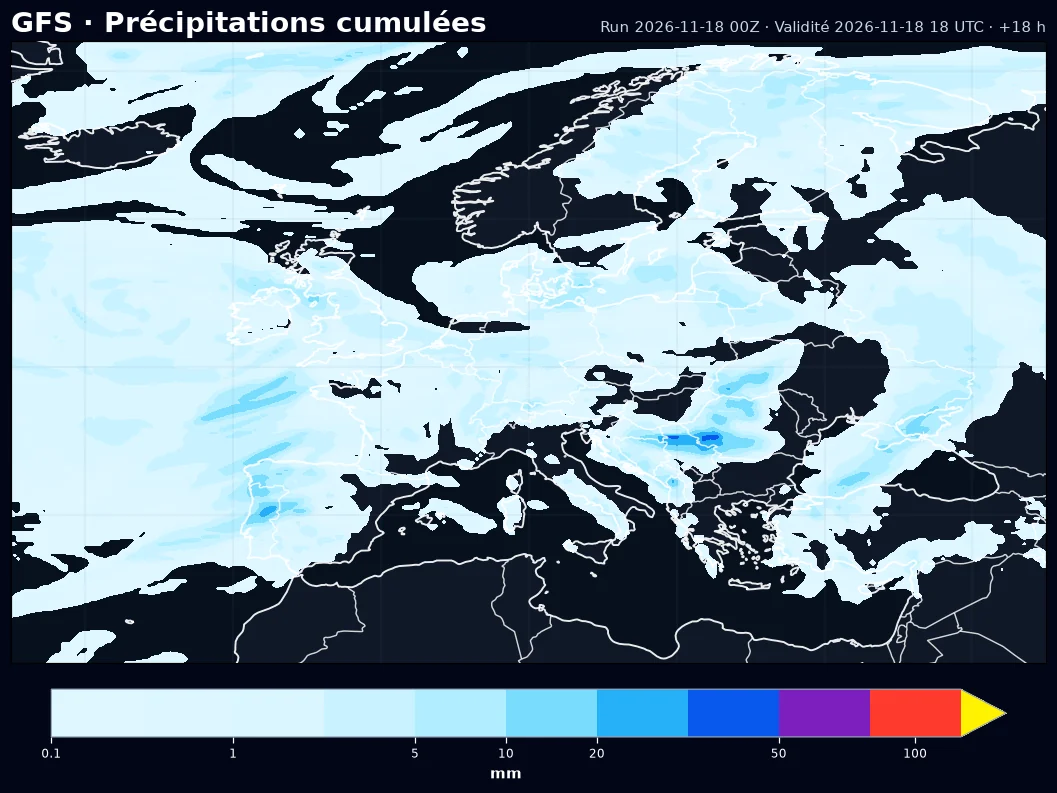 GFS · Précipitations cumulées
Run 2026-11-18 00Z · Validité 2026-11-18 18 UTC · +18 h
0.1 1 5 10 20 50 100
mm